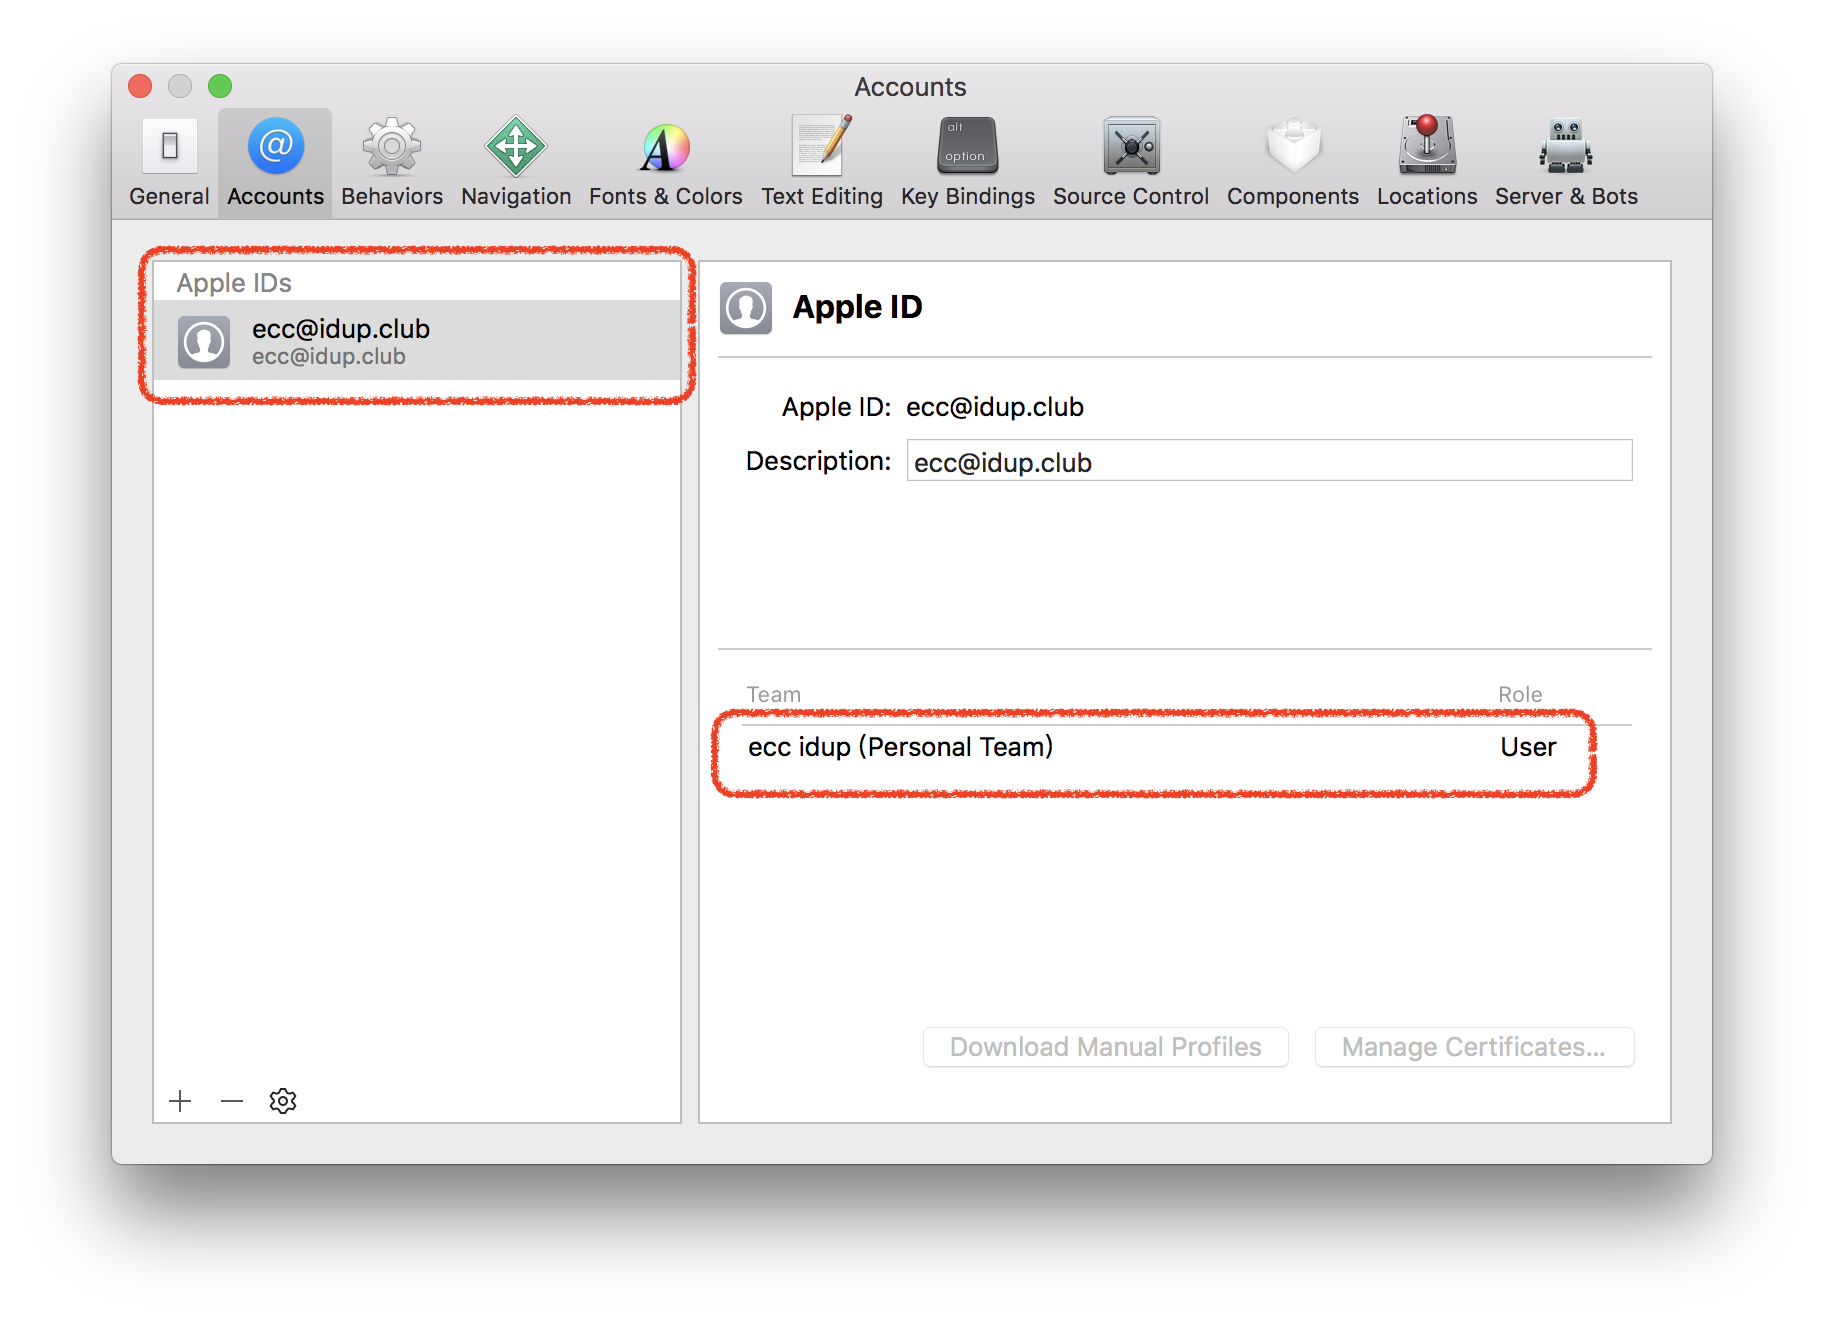 Accounts
General Accounts Behaviors Navigation Fonts & Colors Text Editing alt option Key Bindings Source Control Components Locations Server & Bots
Apple IDs
ecc@idup.club
ecc@idup.club
Apple ID
Apple ID: ecc@idup.club
Description: ecc@idup.club
Team Role
ecc idup (Personal Team) User
Download Manual Profiles Manage Certificates...